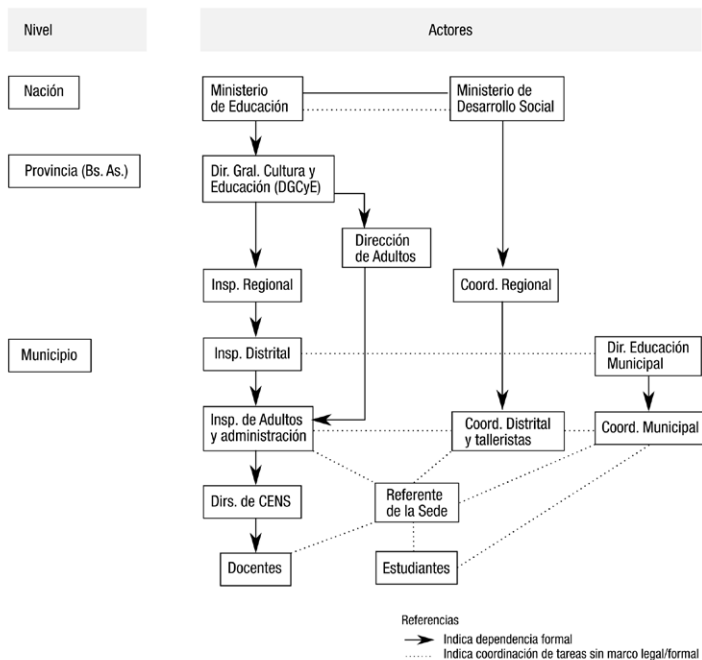 Nivel
Actores
Nación
Ministerio
de Educación
Ministerio de
Desarrollo Social
Provincia (Bs. As.)
Dir. Gral. Cultura y
Educación (DGCyE)
Dirección
de Adultos
Insp. Regional
Coord. Regional
Municipio
Insp. Distrital
Dir. Educación
Municipal
Insp. de Adultos
y administración
Coord. Distrital
y talleristas
Coord. Municipal
Dirs. de CENS
Referente
de la Sede
Docentes
Estudiantes
Referencias
Indica dependencia formal
Indica coordinación de tareas sin marco legal/formal